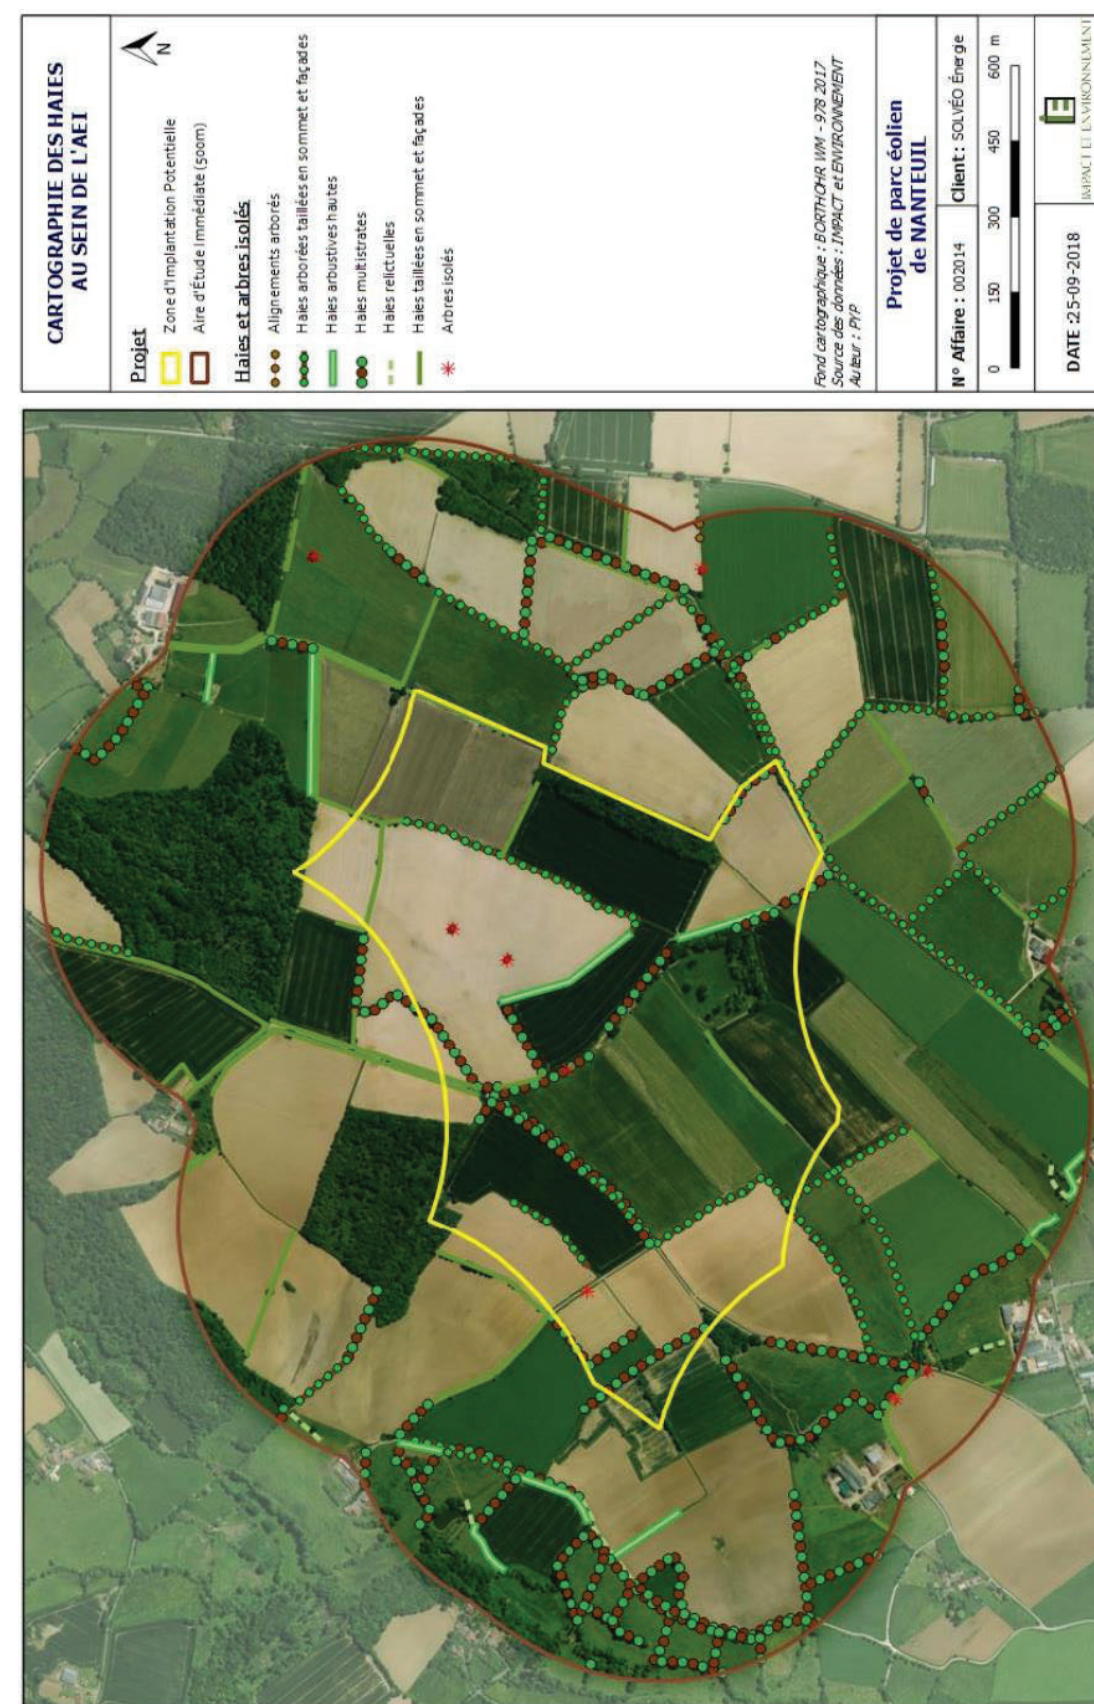 CARTOGRAPHIE DES HAIES
AU SEIN DE L'AEI
N
Projet
Zone d'Implantation Potentielle
Aire d'Étude Immédiate (500m)
Haies et arbres isolés
Alignements arborés
Haies arborées taillées en sommet et façades
Haies arbustives hautes
Haies multistrates
Haies relictuelles
Haies taillées en sommet et façades
Arbres isolés
Fond cartographique : BORTHOHR WM - 978 2017
Source des données : IMPACT et ENVIRONNEMENT
Auteur : PYP
Projet de parc éolien
de NANTEUIL
N° Affaire : 002014
Client : SOLVÉO Énergie
0 150 300 450 600 m
DATE :25-09-2018
IE
IMPACT ET ENVIRONNEMENT